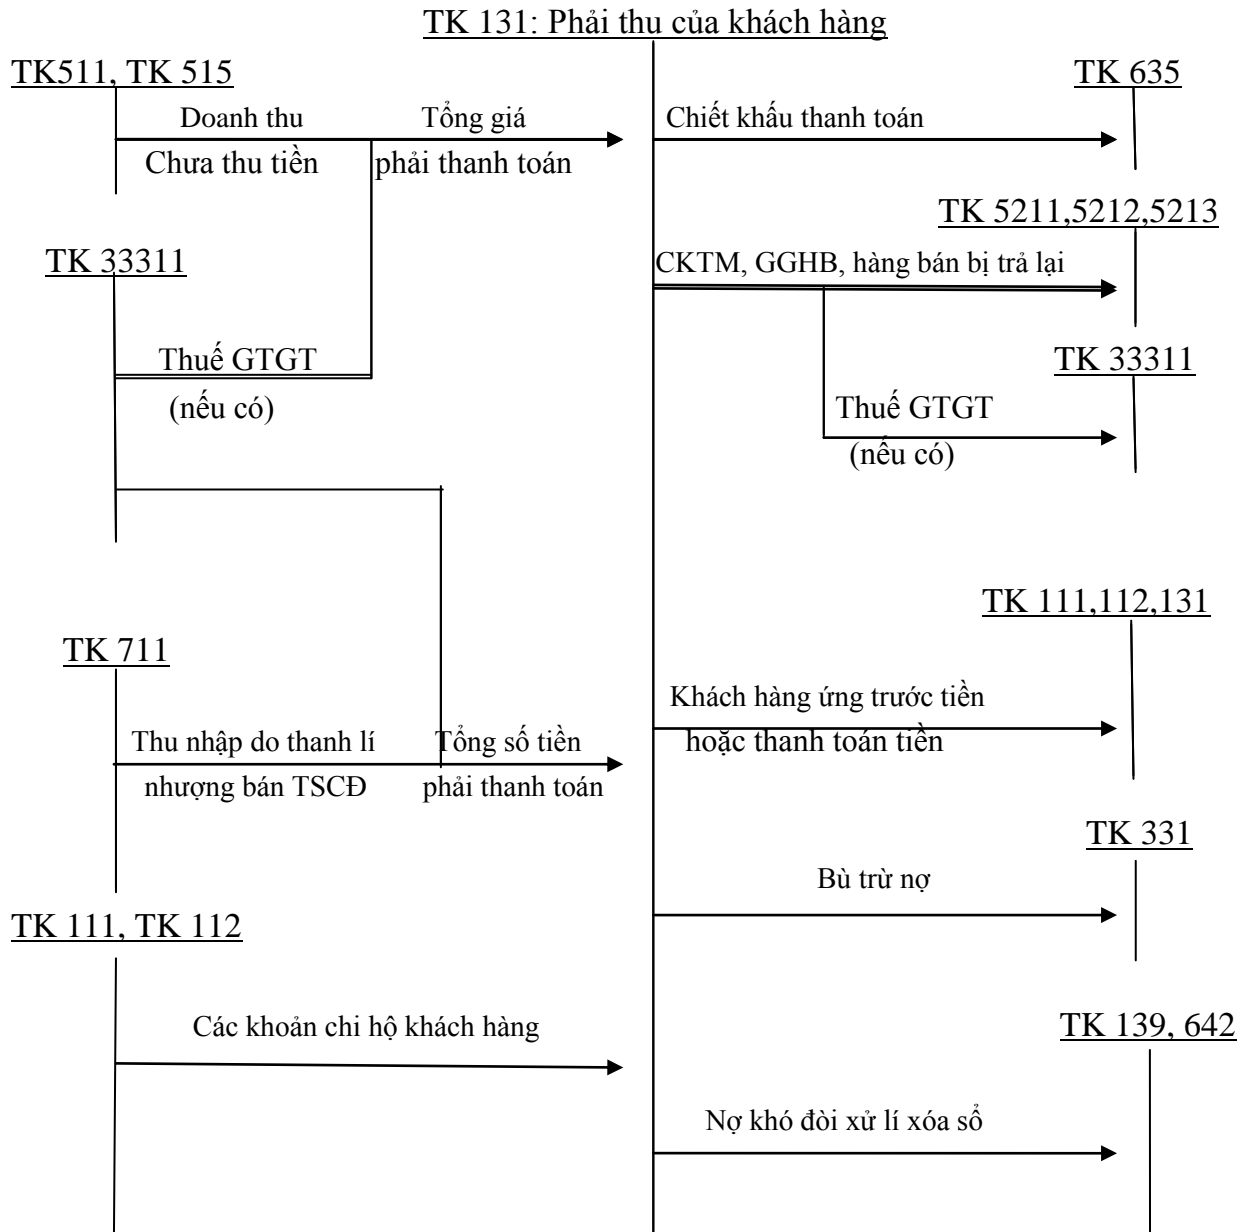 TK 131: Phải thu của khách hàng
TK511, TK 515
TK 635
Doanh thu
Tổng giá
Chiết khấu thanh toán
Chưa thu tiền
phải thanh toán
TK 5211,5212,5213
TK 33311
CKTM, GGHB, hàng bán bị trả lại
Thuế GTGT
TK 33311
(nếu có)
Thuế GTGT
(nếu có)
TK 111,112,131
TK 711
Khách hàng ứng trước tiền
hoặc thanh toán tiền
Thu nhập do thanh lí
Tổng số tiền
nhượng bán TSCĐ
phải thanh toán
TK 331
Bù trừ nợ
TK 111, TK 112
Các khoản chi hộ khách hàng
TK 139, 642
Nợ khó đòi xử lí xóa sổ